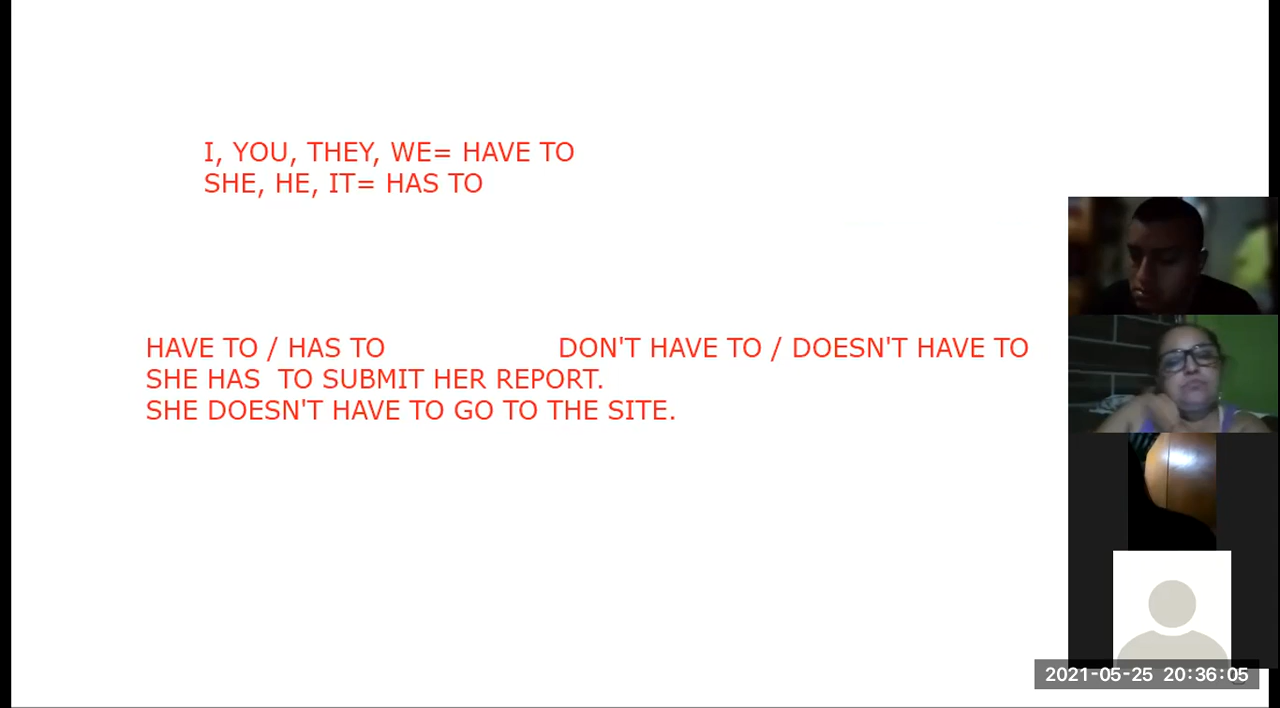 I, YOU, THEY, WE= HAVE TO
SHE, HE, IT= HAS TO
HAVE TO / HAS TO DON'T HAVE TO / DOESN'T HAVE TO
SHE HAS  TO SUBMIT HER REPORT.
SHE DOESN'T HAVE TO GO TO THE SITE.
2021-05-25 20:36:05